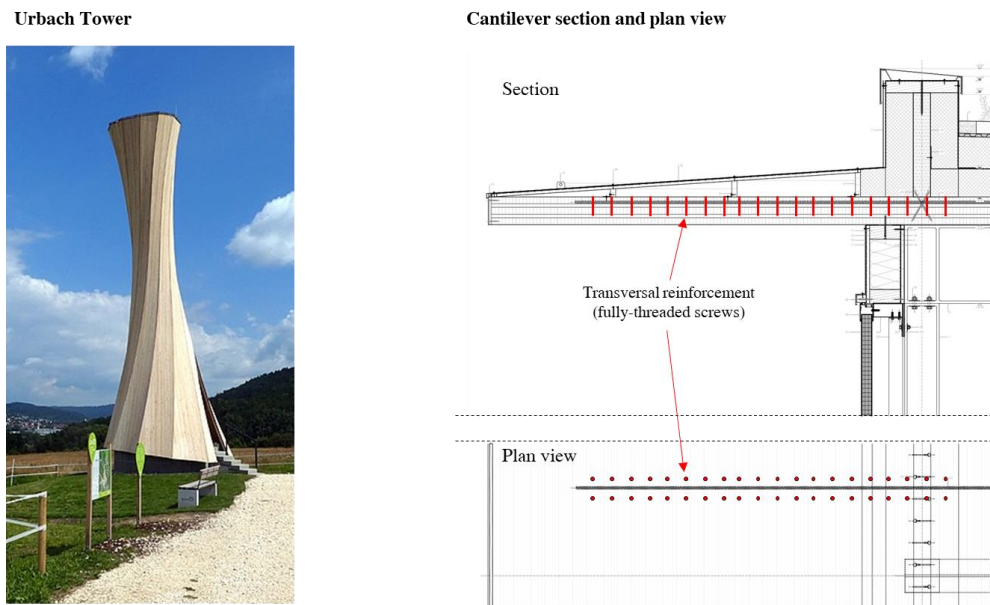 Urbach Tower
Cantilever section and plan view
Section
Transversal reinforcement
(fully-threaded screws)
Plan view